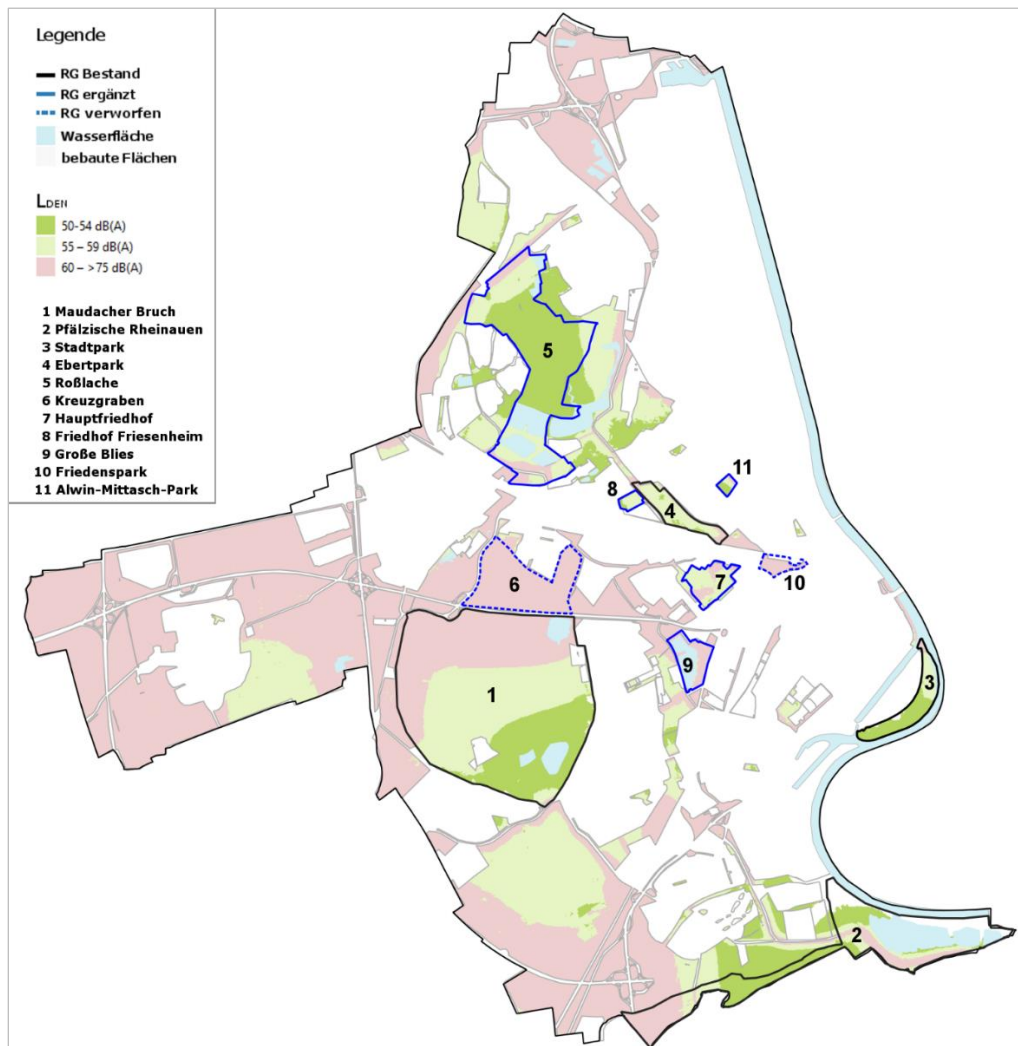 Legende
RG Bestand
RG ergänzt
RG verworfen
Wasserfläche
bebaute Flächen
LDEN
50-54 dB(A)
55 – 59 dB(A)
60 – >75 dB(A)
1 Maudacher Bruch
2 Pfälzische Rheinauen
3 Stadtpark
4 Ebertpark
5 Roßlache
6 Kreuzgraben
7 Hauptfriedhof
8 Friedhof Friesenheim
9 Große Blies
10 Friedenspark
11 Alwin-Mittasch-Park
5
11
8
4
6
7
10
9
1
3
2